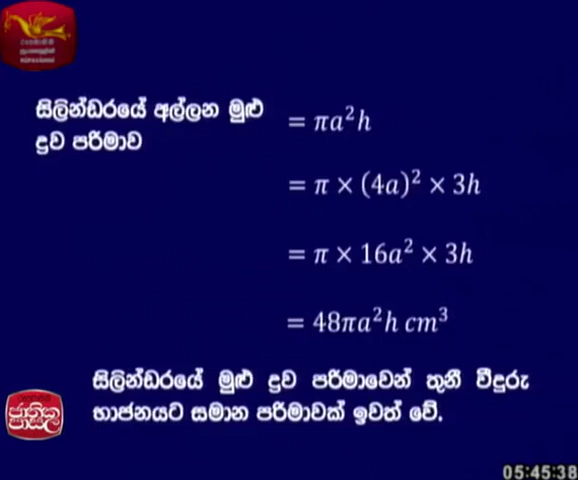 සිලින්ඩරයේ අල්ලන මුළු
ද්‍රව පරිමාව
= πa²h
= π × (4a)² × 3h
= π × 16a² × 3h
= 48πa²h cm³
සිලින්ඩරයේ මුළු ද්‍රව පරිමාවෙන් තුනී වීදුරු
භාජනයට සමාන පරිමාවක් ඉවත් වේ.
ජාතික
පාසල
05:45:38